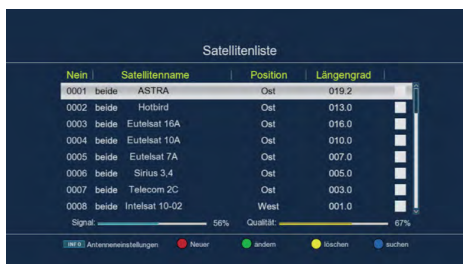 Satellitenliste
Nein | Satellitenname | Position | Längengrad
0001 beide ASTRA Ost 019.2
0002 beide Hotbird Ost 013.0
0003 beide Eutelsat 16A Ost 016.0
0004 beide Eutelsat 10A Ost 010.0
0005 beide Eutelsat 7A Ost 007.0
0006 beide Sirius 3,4 Ost 005.0
0007 beide Telecom 2C Ost 003.0
0008 beide Intelsat 10-02 West 001.0
Signal: 56% Qualität: 67%
INFO Antenneneinstellungen Neuer ändern löschen suchen